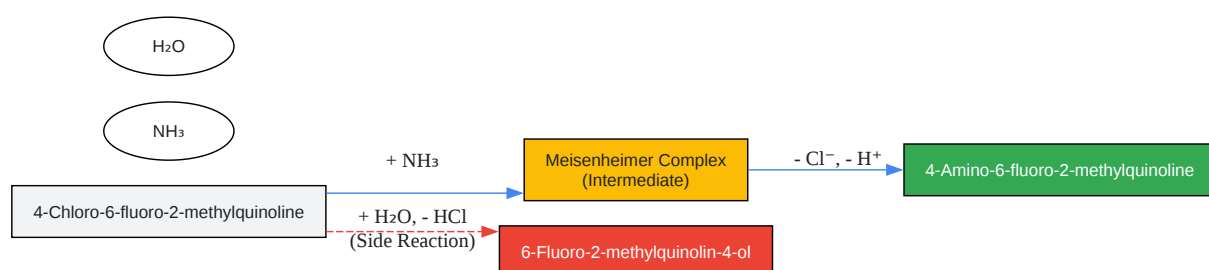 H₂O
NH₃
+ NH₃
Meisenheimer Complex
(Intermediate)
- Cl⁻, - H⁺
4-Amino-6-fluoro-2-methylquinoline
4-Chloro-6-fluoro-2-methylquinoline
+ H₂O, - HCl
(Side Reaction)
6-Fluoro-2-methylquinolin-4-ol